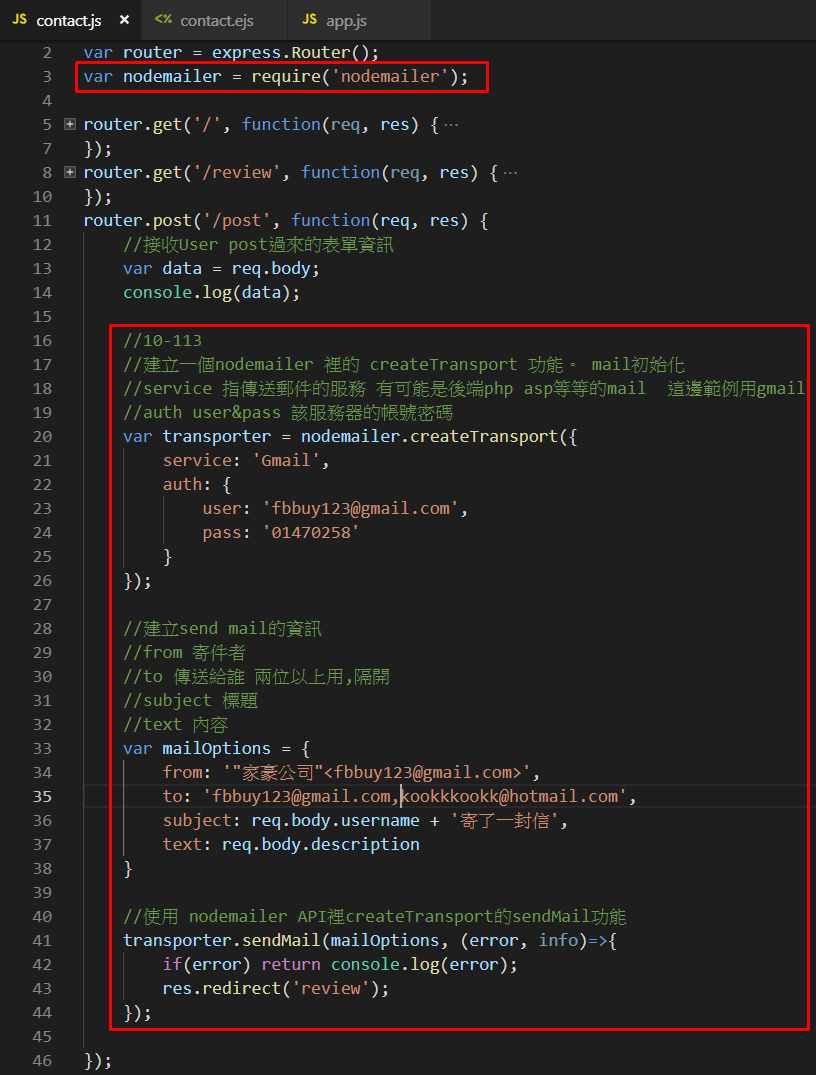 JS contact.js × <% contact.ejs JS app.js
2 var router = express.Router();
3 var nodemailer = require('nodemailer');
4
5 router.get('/', function(req, res) {…
7 });
8 router.get('/review', function(req, res) {…
10 });
11 router.post('/post', function(req, res) {
12 //接收User post過來的表單資訊
13 var data = req.body;
14 console.log(data);
15
16 //10-113
17 //建立一個nodemailer 裡的 createTransport 功能。 mail初始化
18 //service 指傳送郵件的服務 有可能是後端php asp等等的mail  這邊範例用gmail
19 //auth user&pass 該服務器的帳號密碼
20 var transporter = nodemailer.createTransport({
21 service: 'Gmail',
22 auth: {
23 user: 'fbbuy123@gmail.com',
24 pass: '01470258'
25 }
26 });
27
28 //建立send mail的資訊
29 //from 寄件者
30 //to 傳送給誰 兩位以上用,隔開
31 //subject 標題
32 //text 內容
33 var mailOptions = {
34 from: '"家豪公司"<fbbuy123@gmail.com>',
35 to: 'fbbuy123@gmail.com,kookkkookk@hotmail.com',
36 subject: req.body.username + '寄了一封信',
37 text: req.body.description
38 }
39
40 //使用 nodemailer API裡createTransport的sendMail功能
41 transporter.sendMail(mailOptions, (error, info)=>{
42 if(error) return console.log(error);
43 res.redirect('review');
44 });
45
46 });